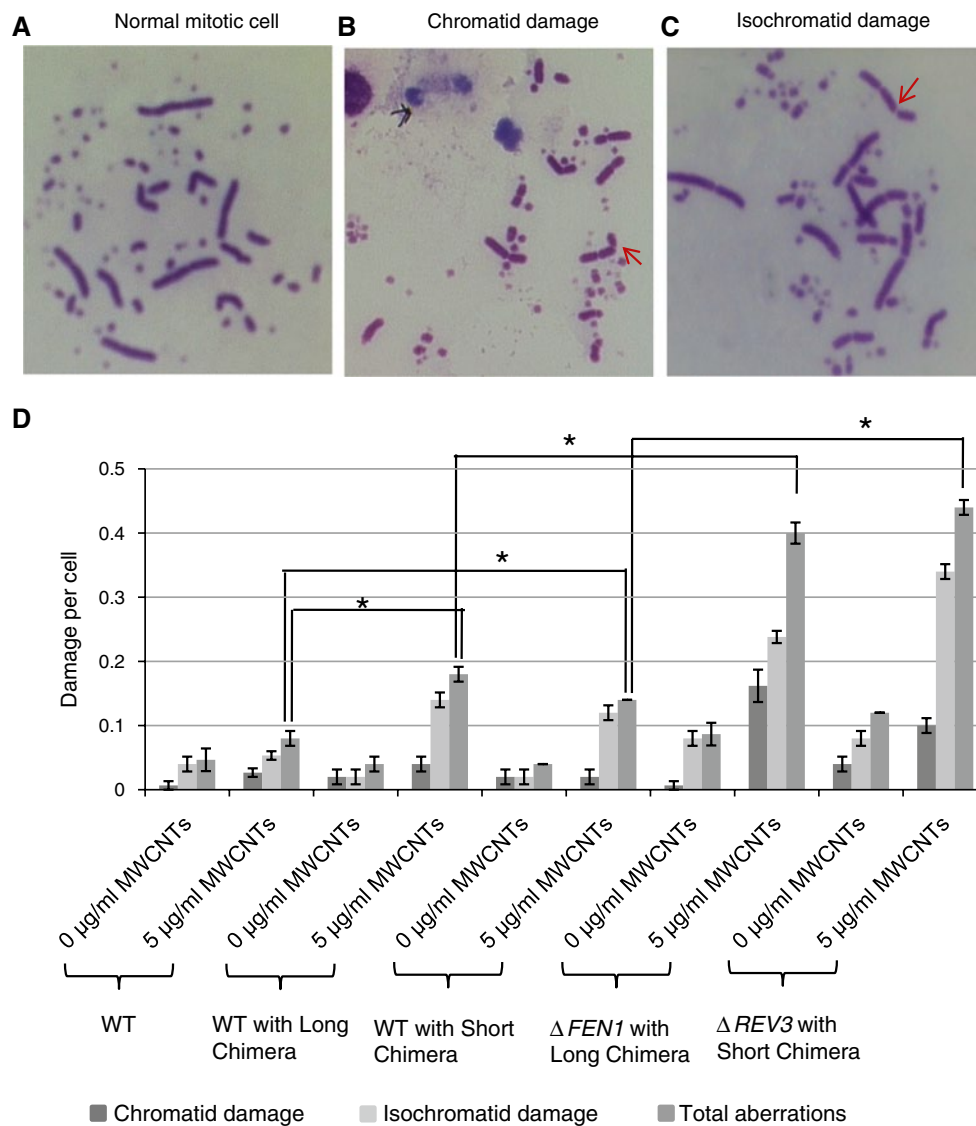 A Normal mitotic cell
B Chromatid damage
C Isochromatid damage
D
Damage per cell
0.5
0.4
0.3
0.2
0.1
0
*
*
*
*
0 µg/ml MWCNTs
5 µg/ml MWCNTs
0 µg/ml MWCNTs
5 µg/ml MWCNTs
0 µg/ml MWCNTs
5 µg/ml MWCNTs
0 µg/ml MWCNTs
5 µg/ml MWCNTs
0 µg/ml MWCNTs
5 µg/ml MWCNTs
WT
WT with Long
Chimera
WT with Short
Chimera
Δ FEN1 with
Long Chimera
Δ REV3 with
Short Chimera
Chromatid damage
Isochromatid damage
Total aberrations